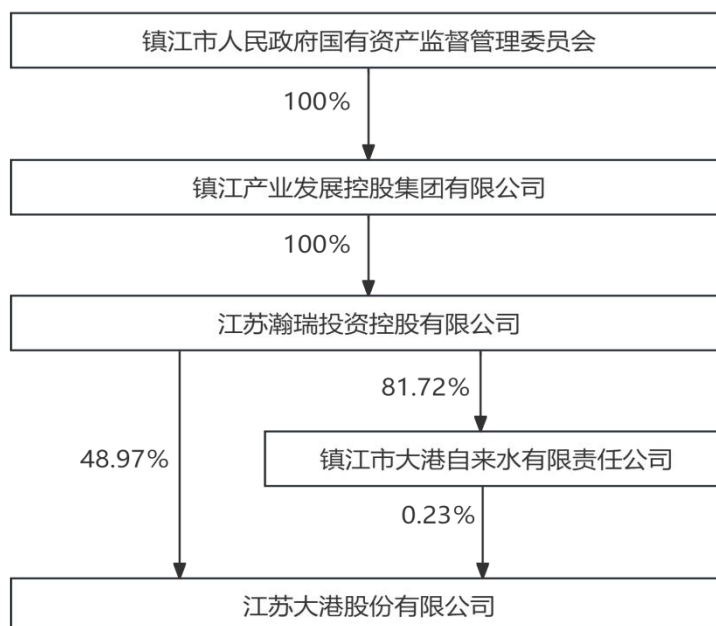 镇江市人民政府国有资产监督管理委员会
100%
镇江产业发展控股集团有限公司
100%
江苏瀚瑞投资控股有限公司
81.72%
48.97%
镇江市大港自来水有限责任公司
0.23%
江苏大港股份有限公司